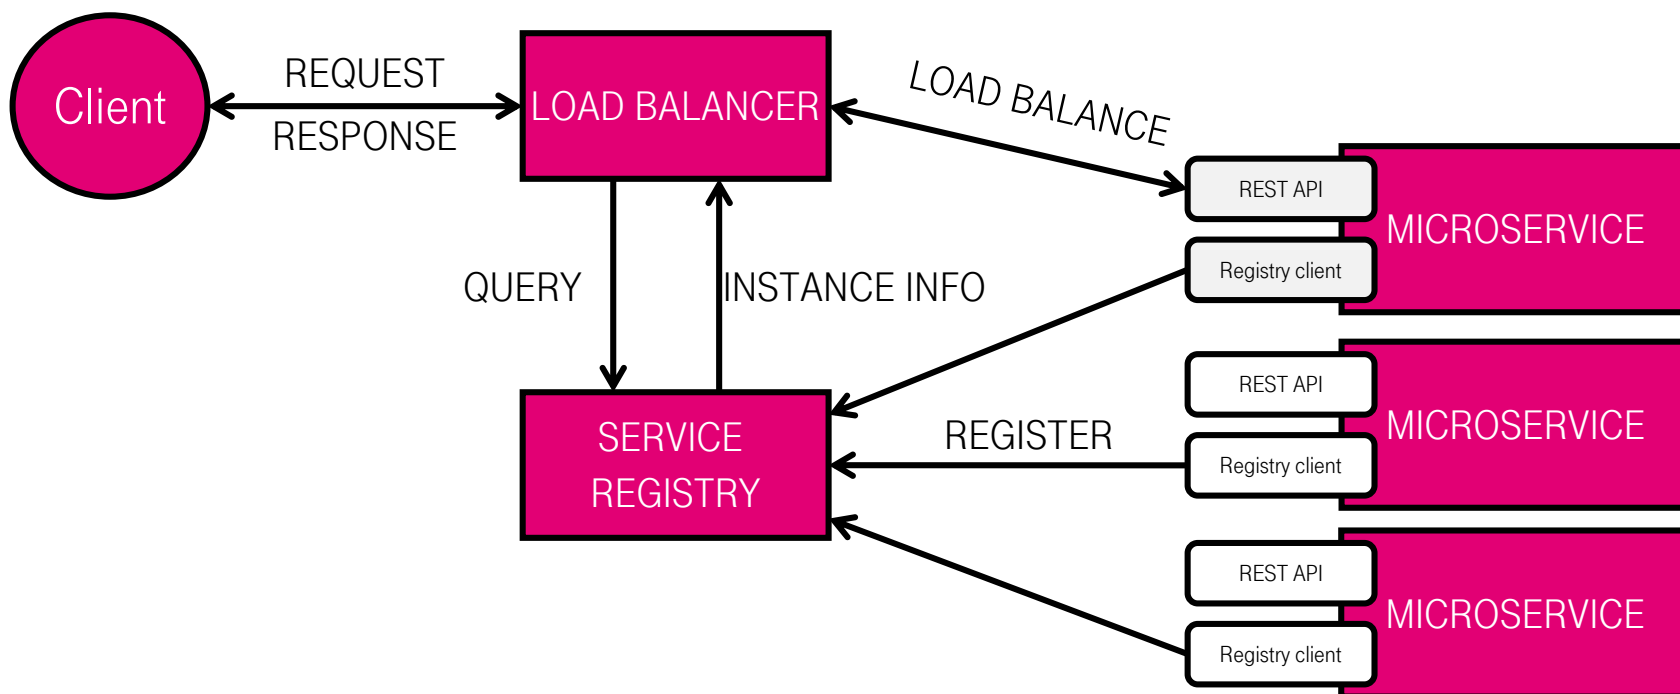 Client
REQUEST
RESPONSE
LOAD BALANCER
LOAD BALANCE
REST API
Registry client
MICROSERVICE
QUERY
INSTANCE INFO
SERVICE
REGISTRY
REGISTER
REST API
Registry client
MICROSERVICE
REST API
Registry client
MICROSERVICE